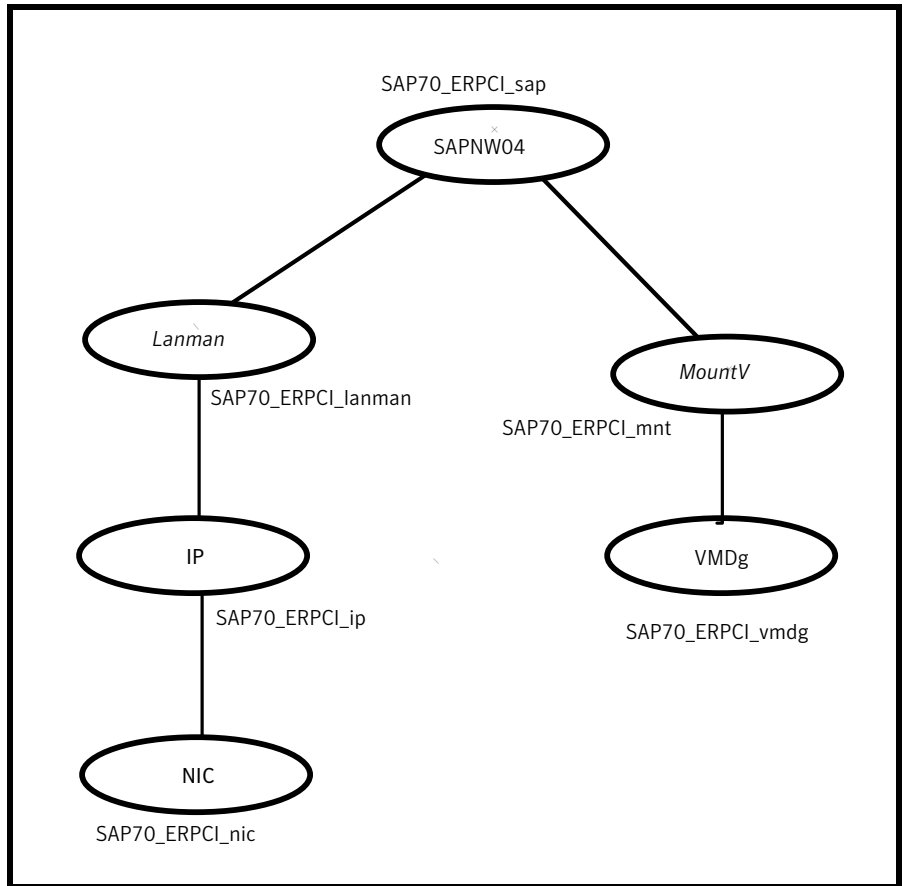 SAP70_ERPCI_sap
SAPNW04
Lanman
SAP70_ERPCI_lanman
MountV
SAP70_ERPCI_mnt
IP
SAP70_ERPCI_ip
VMDg
SAP70_ERPCI_vmdg
NIC
SAP70_ERPCI_nic